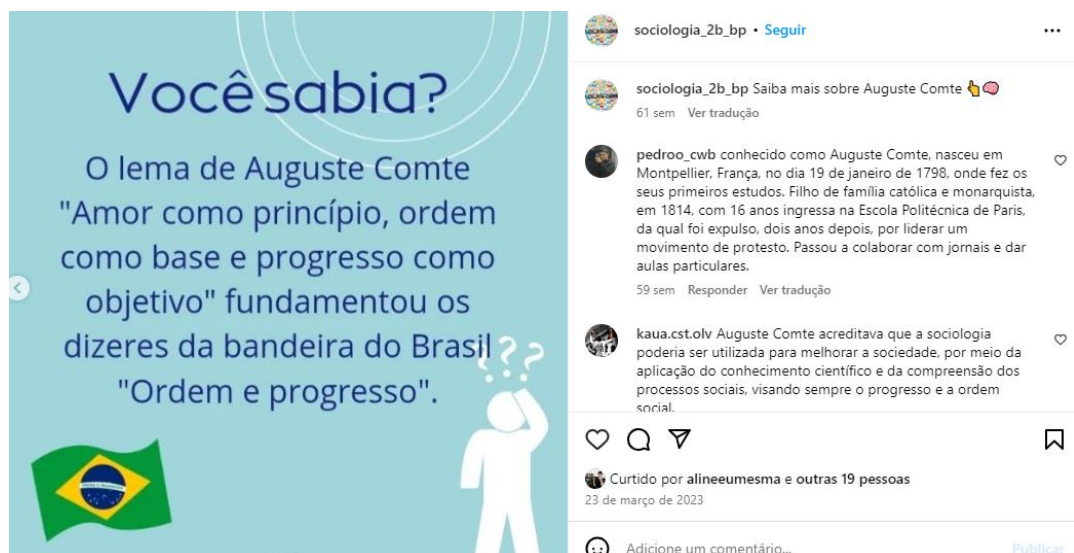 Você sabia?
O lema de Auguste Comte
"Amor como princípio, ordem
como base e progresso como
objetivo" fundamentou os
dizeres da bandeira do Brasil
"Ordem e progresso".
???
sociologia_2b_bp • Seguir
sociologia_2b_bp Saiba mais sobre Auguste Comte 👆🧠
61 sem Ver tradução
pedroo_cwb conhecido como Auguste Comte, nasceu em
Montpellier, França, no dia 19 de janeiro de 1798, onde fez os
seus primeiros estudos. Filho de família católica e monarquista,
em 1814, com 16 anos ingressa na Escola Politécnica de Paris,
da qual foi expulso, dois anos depois, por liderar um
movimento de protesto. Passou a colaborar com jornais e dar
aulas particulares.
59 sem Responder Ver tradução
kaua.cst.olv Auguste Comte acreditava que a sociologia
poderia ser utilizada para melhorar a sociedade, por meio da
aplicação do conhecimento científico e da compreensão dos
processos sociais, visando sempre o progresso e a ordem
social.
Curtido por alineeumesma e outras 19 pessoas
23 de março de 2023
Adicione um comentário...
Publicar